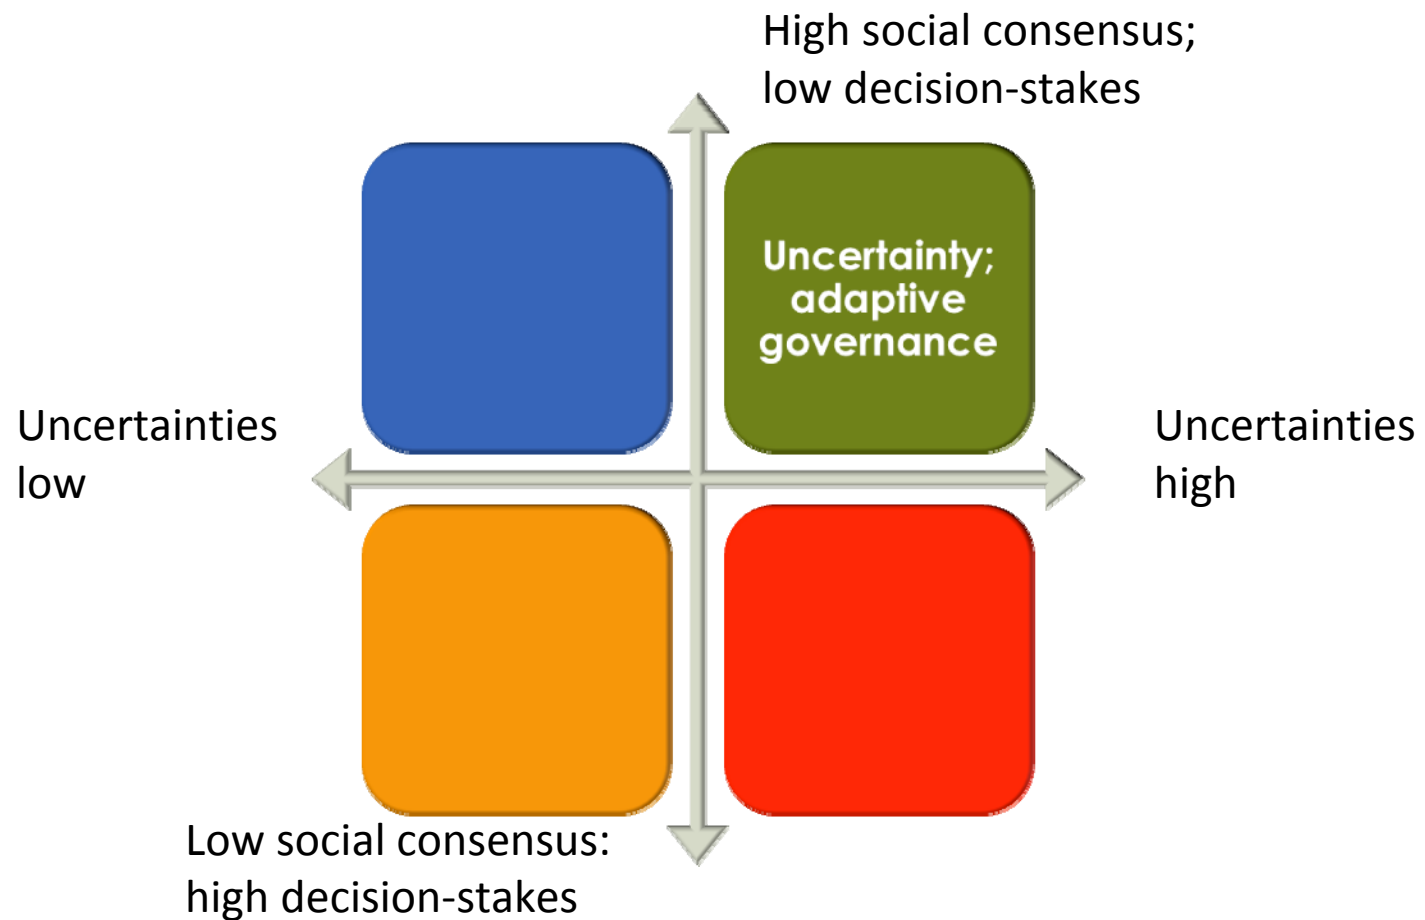 High social consensus;
low decision-stakes
Uncertainty;
adaptive
governance
Uncertainties
low
Uncertainties
high
Low social consensus:
high decision-stakes